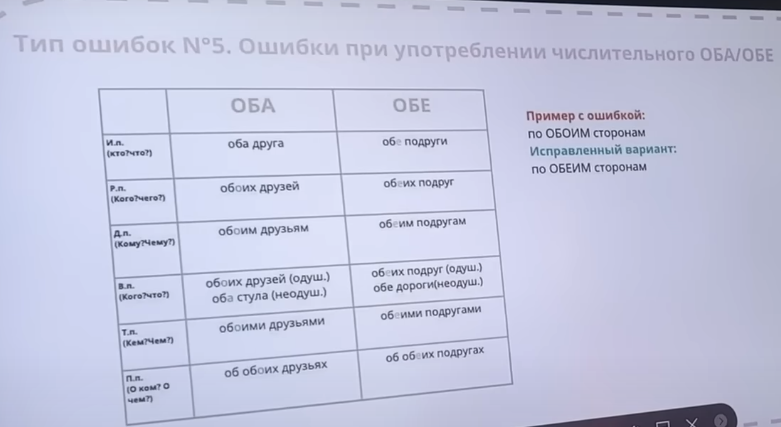 Тип ошибок №5. Ошибки при употреблении числительного ОБА/ОБЕ
ОБА ОБЕ
И.п.
(кто?что?)
оба друга
обе подруги
Р.п.
(Кого?чего?)
обоих друзей
обеих подруг
Д.п.
(Кому?Чему?)
обоим друзьям
обеим подругам
В.п.
(Кого?что?)
обоих друзей (одуш.)
оба стула (неодуш.)
обеих подруг (одуш.)
обе дороги(неодуш.)
Т.п.
(Кем?Чем?)
обоими друзьями
обеими подругами
П.п.
(О ком? О
чем?)
об обоих друзьях
об обеих подругах
Пример с ошибкой:
по ОБОИМ сторонам
Исправленный вариант:
по ОБЕИМ сторонам